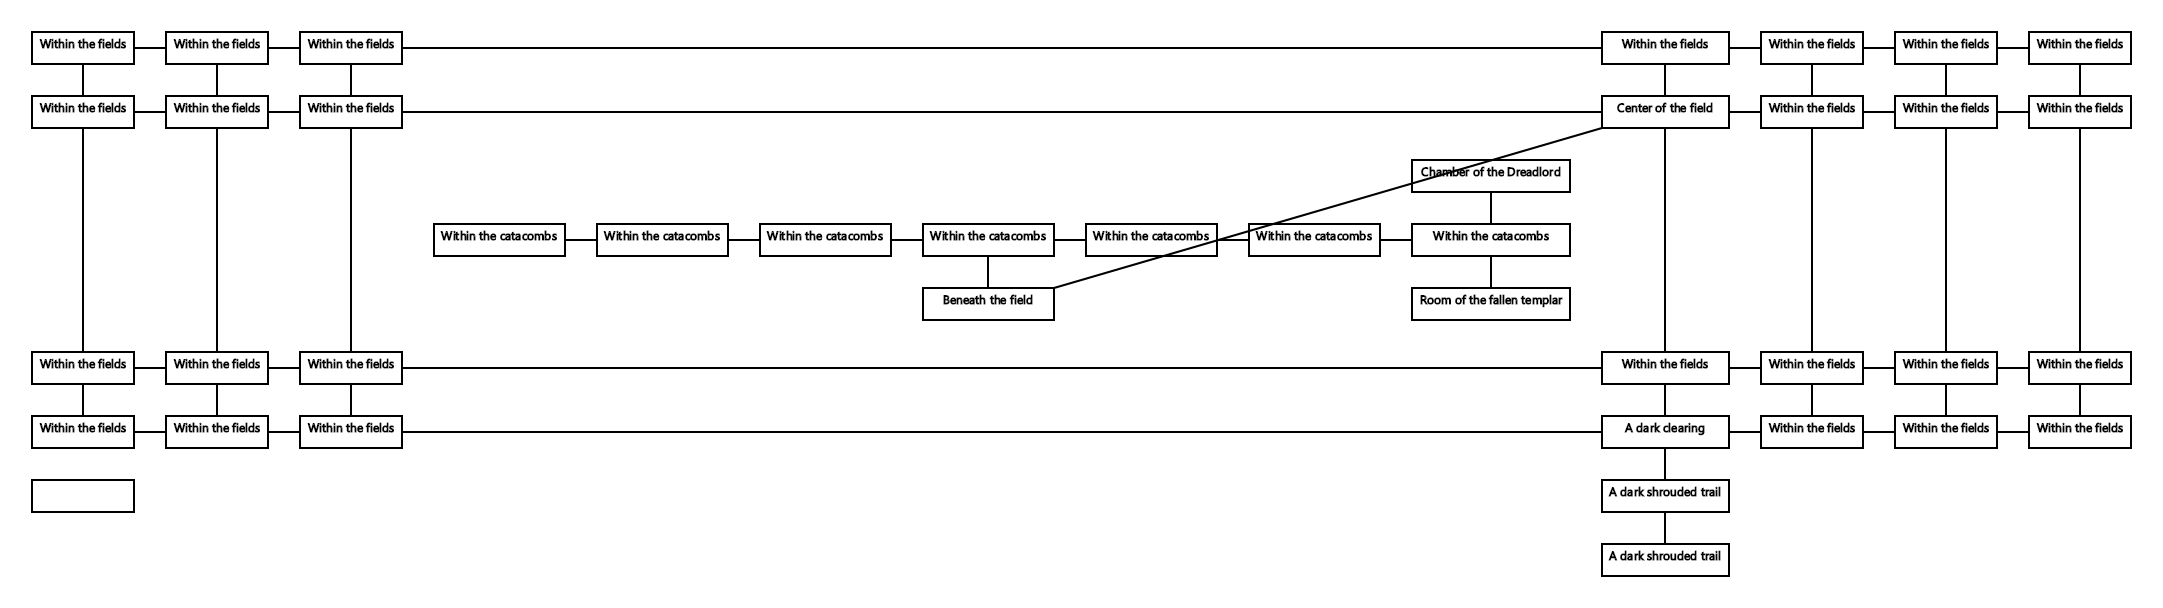 Within the fields
Within the fields
Within the fields
Within the fields
Within the fields
Within the fields
Within the fields
Within the fields
Within the fields
Within the fields
Center of the field
Within the fields
Within the fields
Within the fields
Chamber of the Dreadlord
Within the catacombs
Within the catacombs
Within the catacombs
Within the catacombs
Within the catacombs
Within the catacombs
Within the catacombs
Beneath the field
Room of the fallen templar
Within the fields
Within the fields
Within the fields
Within the fields
Within the fields
Within the fields
Within the fields
Within the fields
Within the fields
Within the fields
A dark clearing
Within the fields
Within the fields
Within the fields
A dark shrouded trail
A dark shrouded trail